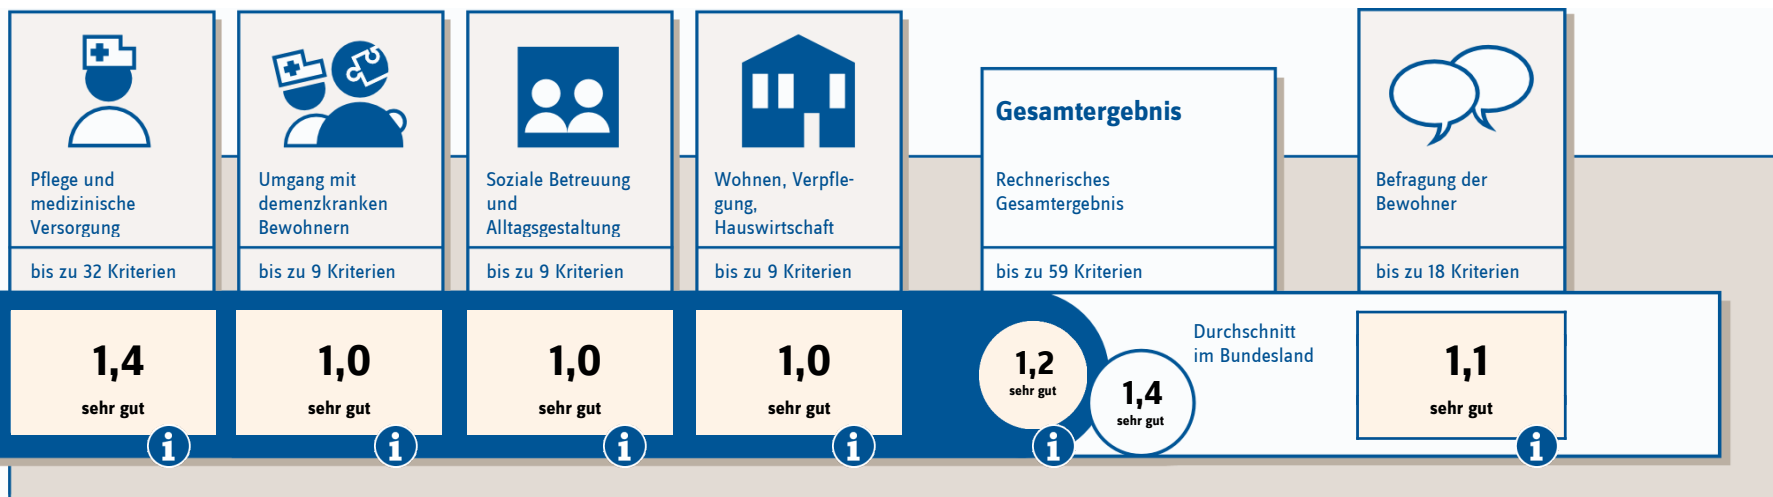 Pflege und
medizinische
Versorgung
bis zu 32 Kriterien
1,4
sehr gut
Umgang mit
demenzkranken
Bewohnern
bis zu 9 Kriterien
1,0
sehr gut
Soziale Betreuung
und
Alltagsgestaltung
bis zu 9 Kriterien
1,0
sehr gut
Wohnen, Verpfle-
gung,
Hauswirtschaft
bis zu 9 Kriterien
1,0
sehr gut
Gesamtergebnis
Rechnerisches
Gesamtergebnis
bis zu 59 Kriterien
1,2
sehr gut
Durchschnitt
im Bundesland
1,4
sehr gut
Befragung der
Bewohner
bis zu 18 Kriterien
1,1
sehr gut